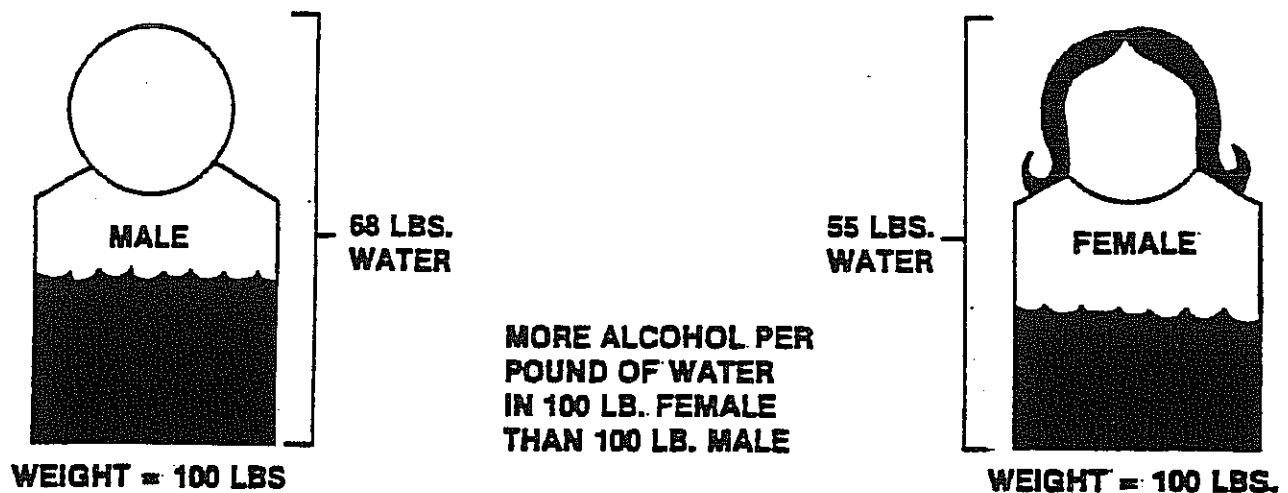 MALE
68 LBS.
WATER
WEIGHT = 100 LBS
MORE ALCOHOL PER
POUND OF WATER
IN 100 LB. FEMALE
THAN 100 LB. MALE
55 LBS.
WATER
FEMALE
WEIGHT = 100 LBS.